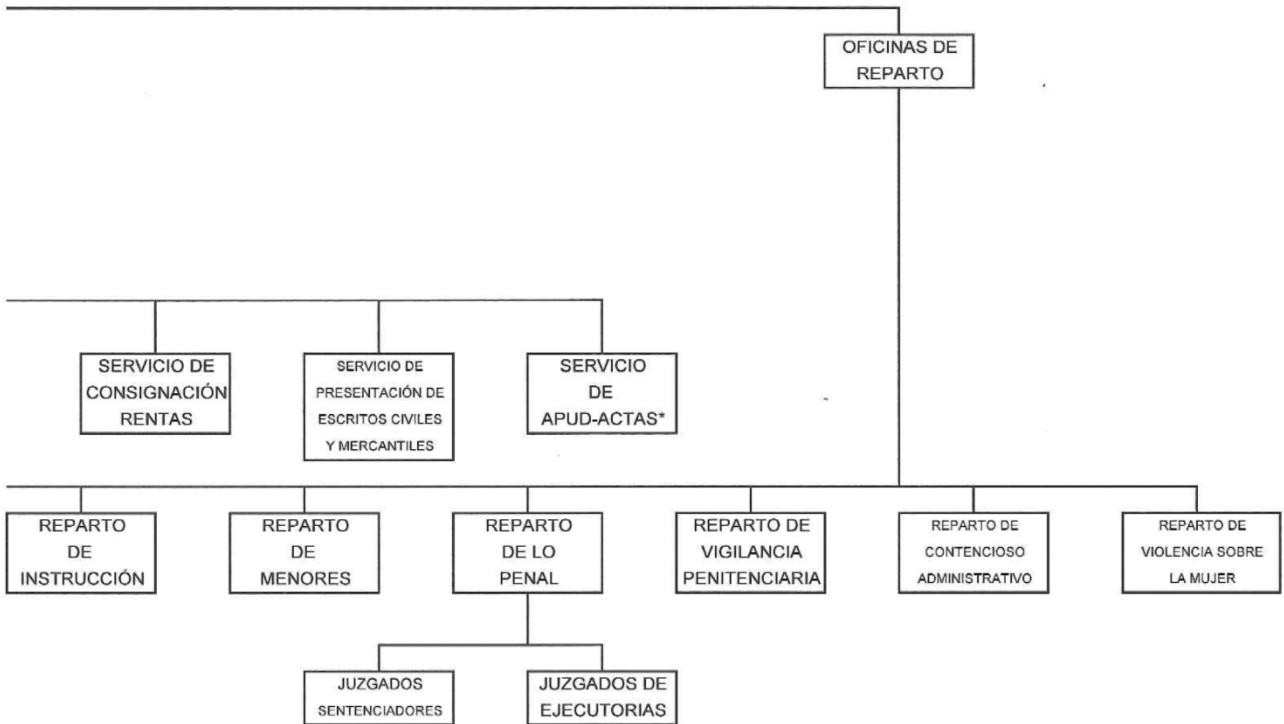 OFICINAS DE
REPARTO
SERVICIO DE
CONSIGNACIÓN
RENTAS
SERVICIO DE
PRESENTACIÓN DE
ESCRITOS CIVILES
Y MERCANTILES
SERVICIO
DE
APUD-ACTAS*
REPARTO
DE
INSTRUCCIÓN
REPARTO
DE
MENORES
REPARTO
DE LO
PENAL
REPARTO DE
VIGILANCIA
PENITENCIARIA
REPARTO DE
CONTENCIOSO
ADMINISTRATIVO
REPARTO DE
VIOLENCIA SOBRE
LA MUJER
JUZGADOS
SENTENCIADORES
JUZGADOS DE
EJECUTORIAS